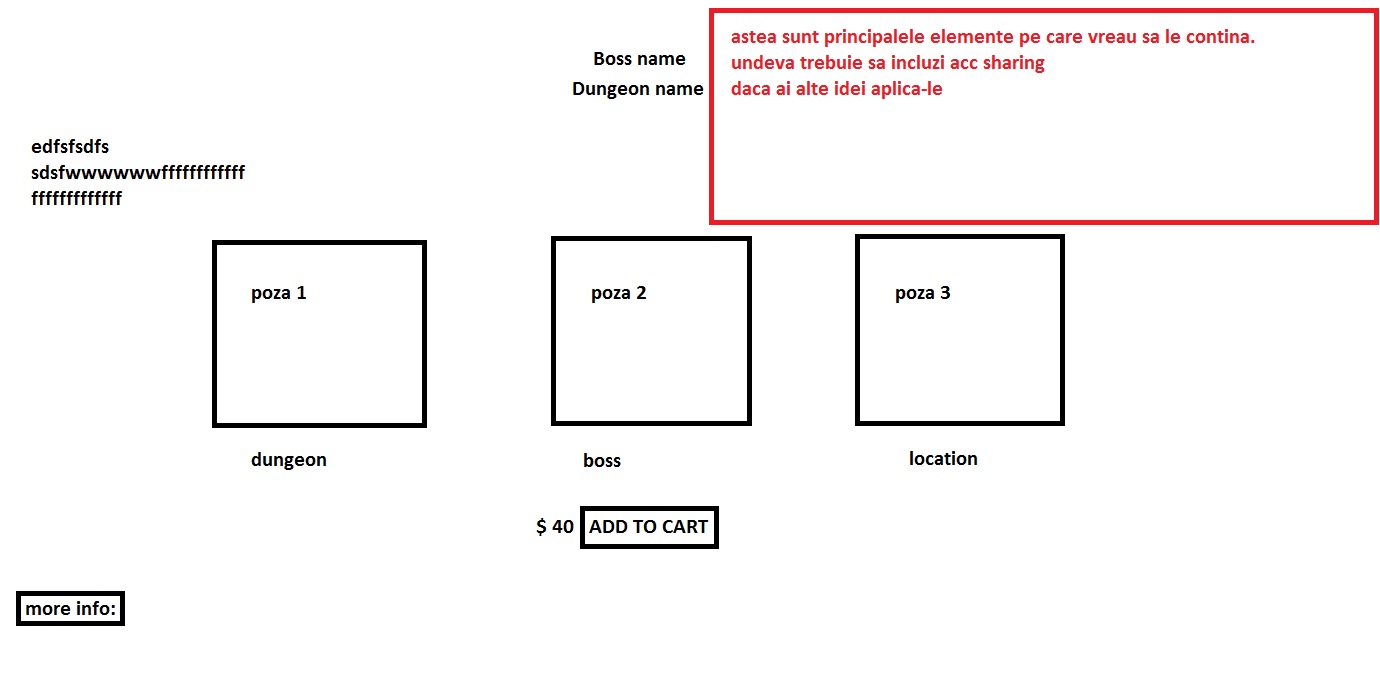 astea sunt principalele elemente pe care vreau sa le contina.
undeva trebuie sa incluzi acc sharing
daca ai alte idei aplica-le
Boss name
Dungeon name
edfsfsdfs
sdsfwwwwwwffffffffffff
fffffffffffff
poza 1
poza 2
poza 3
dungeon
boss
location
$ 40 ADD TO CART
more info: